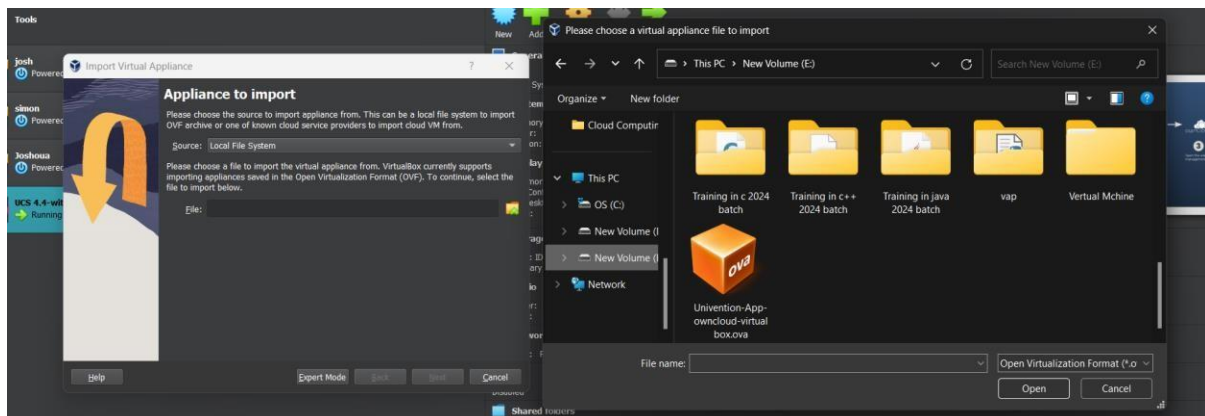 Tools
New
josh
Powered
simon
Powered
Joshoua
Powered
UCS 4.4-wit
Running
Import Virtual Appliance
?
Appliance to import
Please choose the source to import appliance from. This can be a local file system to import
OVF archive or one of known cloud service providers to import cloud VM from.
Source: Local File System
Please choose a file to import the virtual appliance from. VirtualBox currently supports
importing appliances saved in the Open Virtualization Format (OVF). To continue, select the
file to import below.
File:
Help
Expert Mode
Back
Next
Cancel
Shared folders
Please choose a virtual appliance file to import
This PC › New Volume (E:)
Search New Volume (E:)
Organize
New folder
Cloud Computin
This PC
OS (C:)
New Volume (
New Volume (
Network
Training in c 2024
batch
Training in c++
2024 batch
Training in java
2024 batch
vap
Vertual Mchine
ova
Univention-App-
owncloud-virtual
box.ova
File name:
Open Virtualization Format (*.o
Open
Cancel